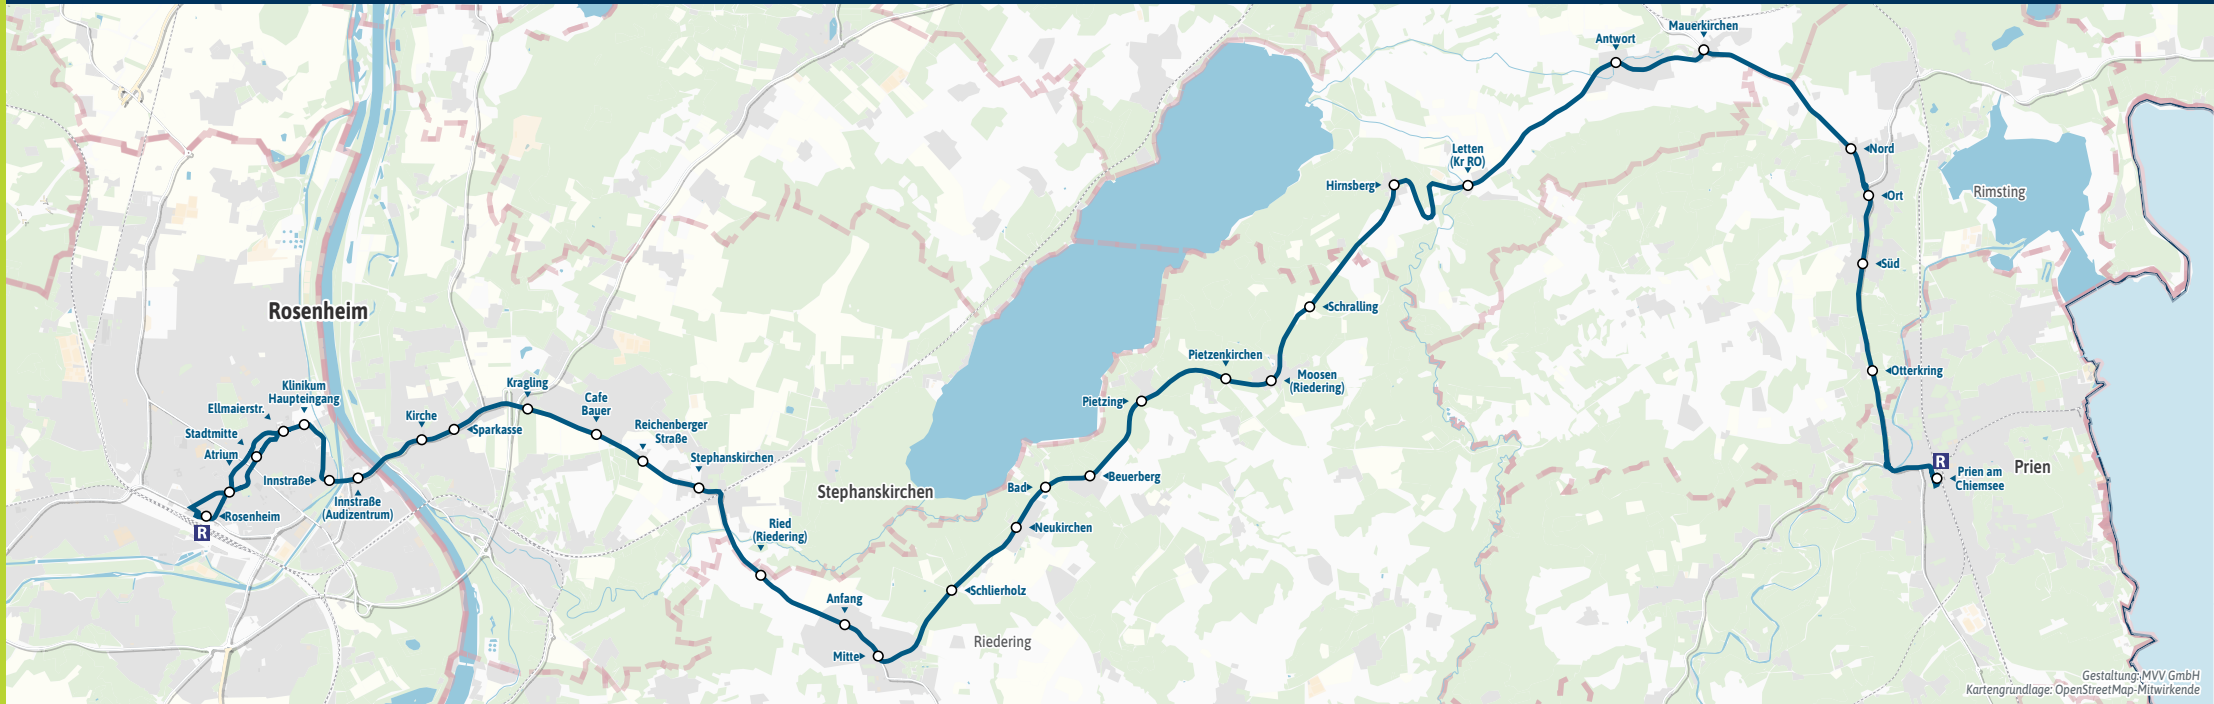 Mauerkirchen
Antwort
Letten
(Kr RO)
Nord
Hirnsberg
Ort
Rimsting
Süd
Rosenheim
Schralling
Pietzenkirchen
Moosen
(Riedering)
Otterkring
Klinikum
Haupteingang
Kragling
Cafe
Bauer
Ellmaierstr.
Pietzing
Kirche
Sparkasse
Reichenberger
Straße
Stadtmitte
Atrium
Stephanskirchen
R
Prien
Prien am
Chiemsee
Innstraße
Innstraße
(Audizentrum)
Stephanskirchen
Bad
Beuerberg
Rosenheim
R
Ried
(Riedering)
Neukirchen
Schlierholz
Anfang
Riedering
Mitte
Gestaltung: MVV GmbH
Kartengrundlage: OpenStreetMap-Mitwirkende